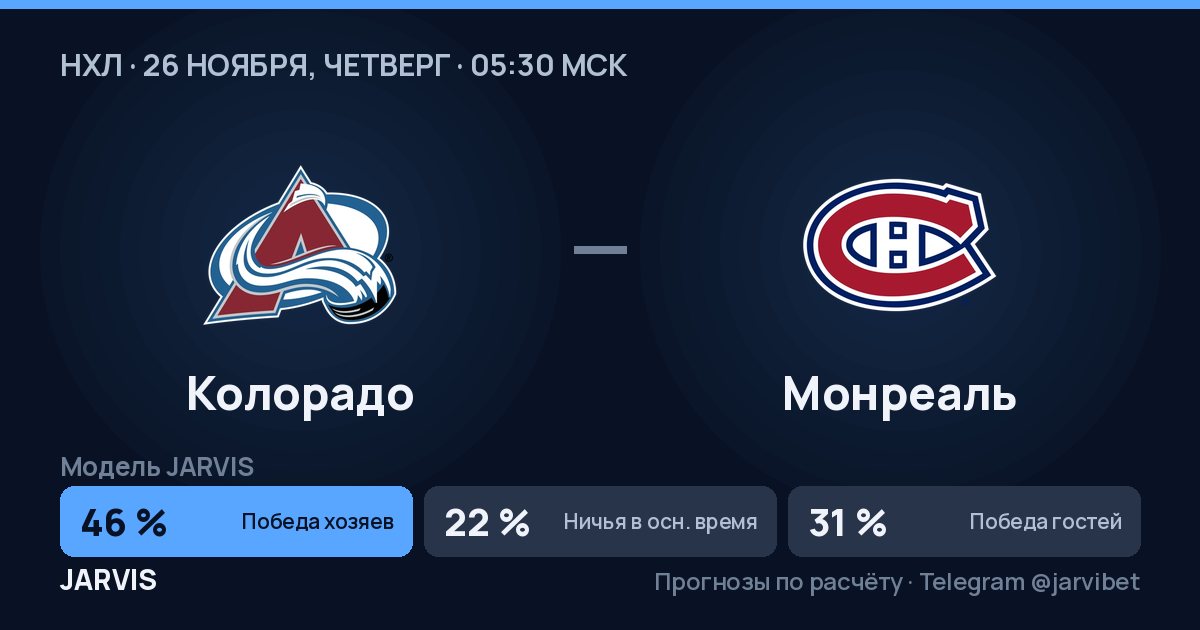 НХЛ · 26 НОЯБРЯ, ЧЕТВЕРГ · 05:30 МСК
Колорадо — Монреаль
Модель JARVIS
46 % Победа хозяев
22 % Ничья в осн. время
31 % Победа гостей
JARVIS
Прогнозы по расчёту · Telegram @jarvibet